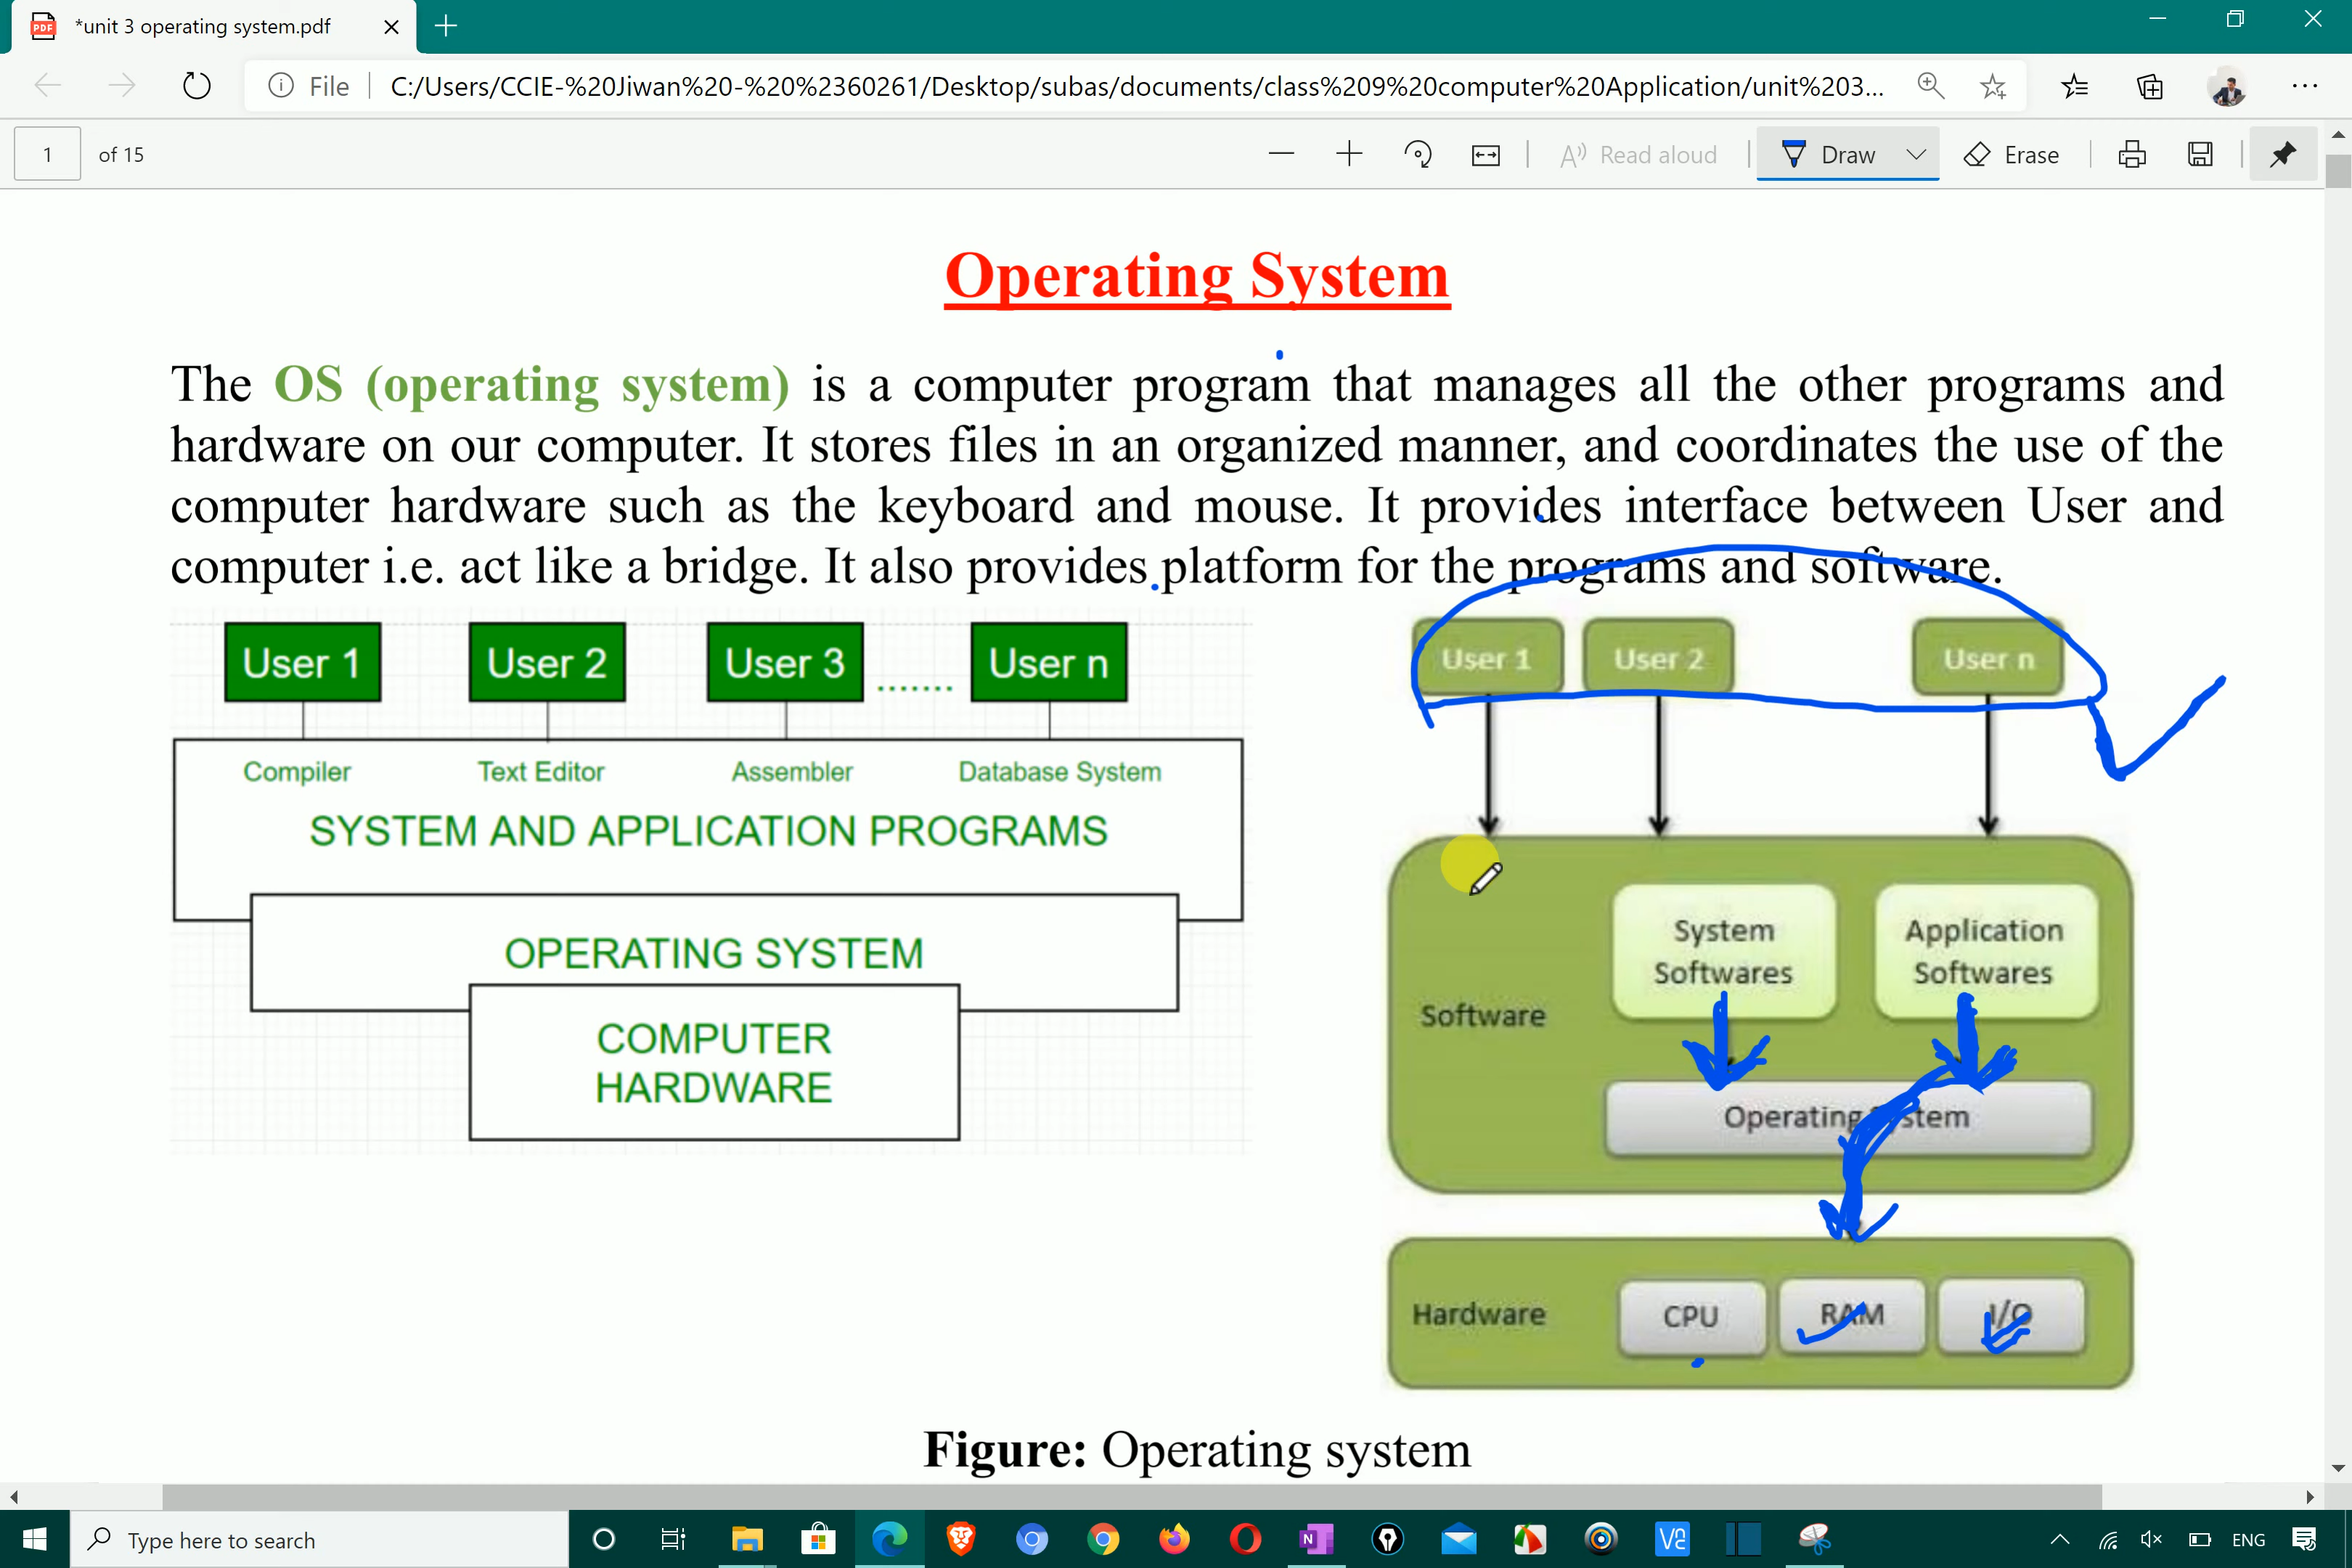 *unit 3 operating system.pdf
File
C:/Users/CCIE-%20Jiwan%20-%20%2360261/Desktop/subas/documents/class%209%20computer%20Application/unit%203...
1 of 15
Read aloud
Draw
Erase
Operating System
The OS (operating system) is a computer program that manages all the other programs and
hardware on our computer. It stores files in an organized manner, and coordinates the use of the
computer hardware such as the keyboard and mouse. It provides interface between User and
computer i.e. act like a bridge. It also provides platform for the programs and software.
User 1 User 2 User 3 ....... User n
Compiler Text Editor Assembler Database System
SYSTEM AND APPLICATION PROGRAMS
OPERATING SYSTEM
COMPUTER
HARDWARE
User 1 User 2 User n
System
Softwares
Application
Softwares
Software
Operating System
Hardware
CPU RAM I/O
Figure: Operating system
Type here to search
ENG